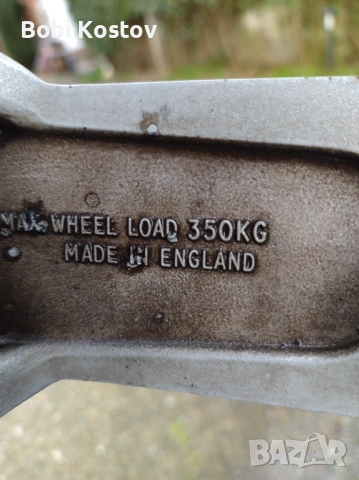 Bobi Kostov
MAX WHEEL LOAD 350KG
MADE IN ENGLAND
BAZAR